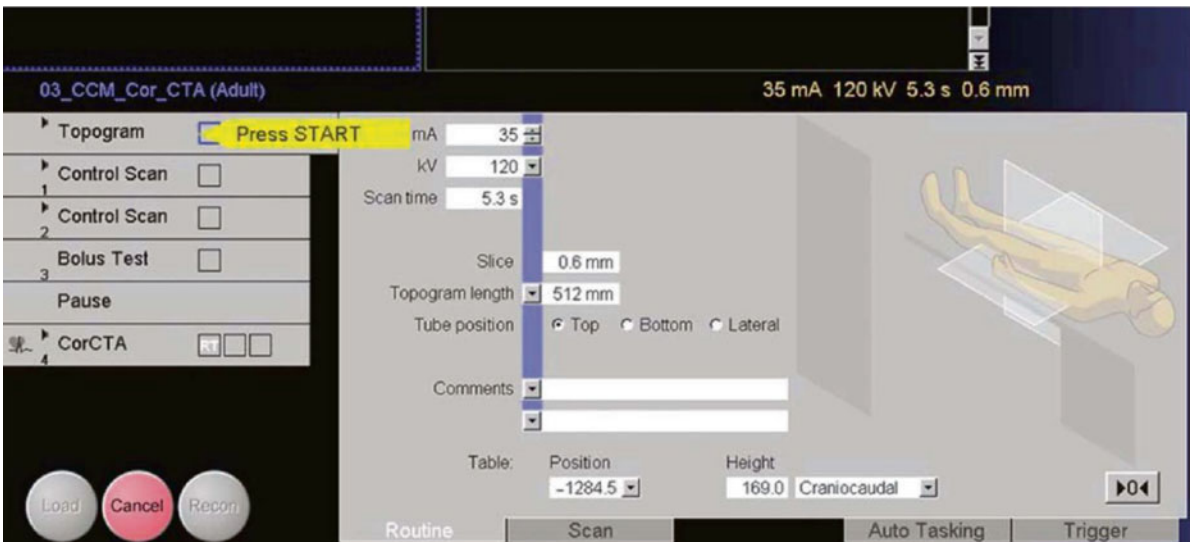 03_CCM_Cor_CTA (Adult)
35 mA 120 kV 5.3 s 0.6 mm
Topogram
Press START
mA 35
Control Scan
1
kV 120
Scan time 5.3 s
Control Scan
2
Bolus Test
3
Slice 0.6 mm
Pause
Topogram length 512 mm
CorCTA
4
RT
Tube position Top Bottom Lateral
Comments
Table: Position Height
-1284.5 169.0 Craniocaudal
Load Cancel Recon
0
Routine Scan Auto Tasking Trigger